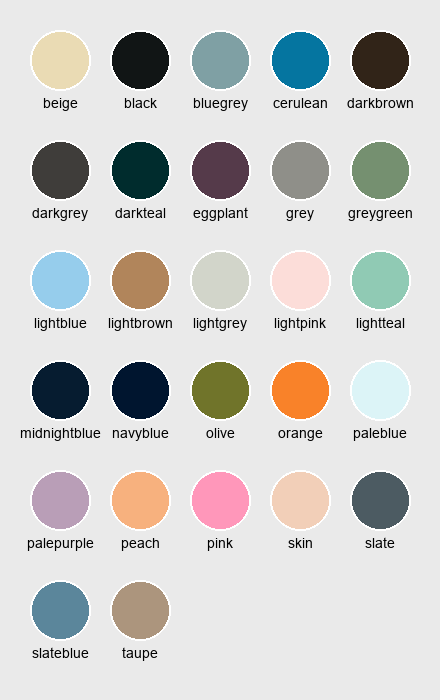 beige black bluegrey cerulean darkbrown
darkgrey darkteal eggplant grey greygreen
lightblue lightbrown lightgrey lightpink lightteal
midnightblue navyblue olive orange paleblue
palepurple peach pink skin slate
slateblue taupe